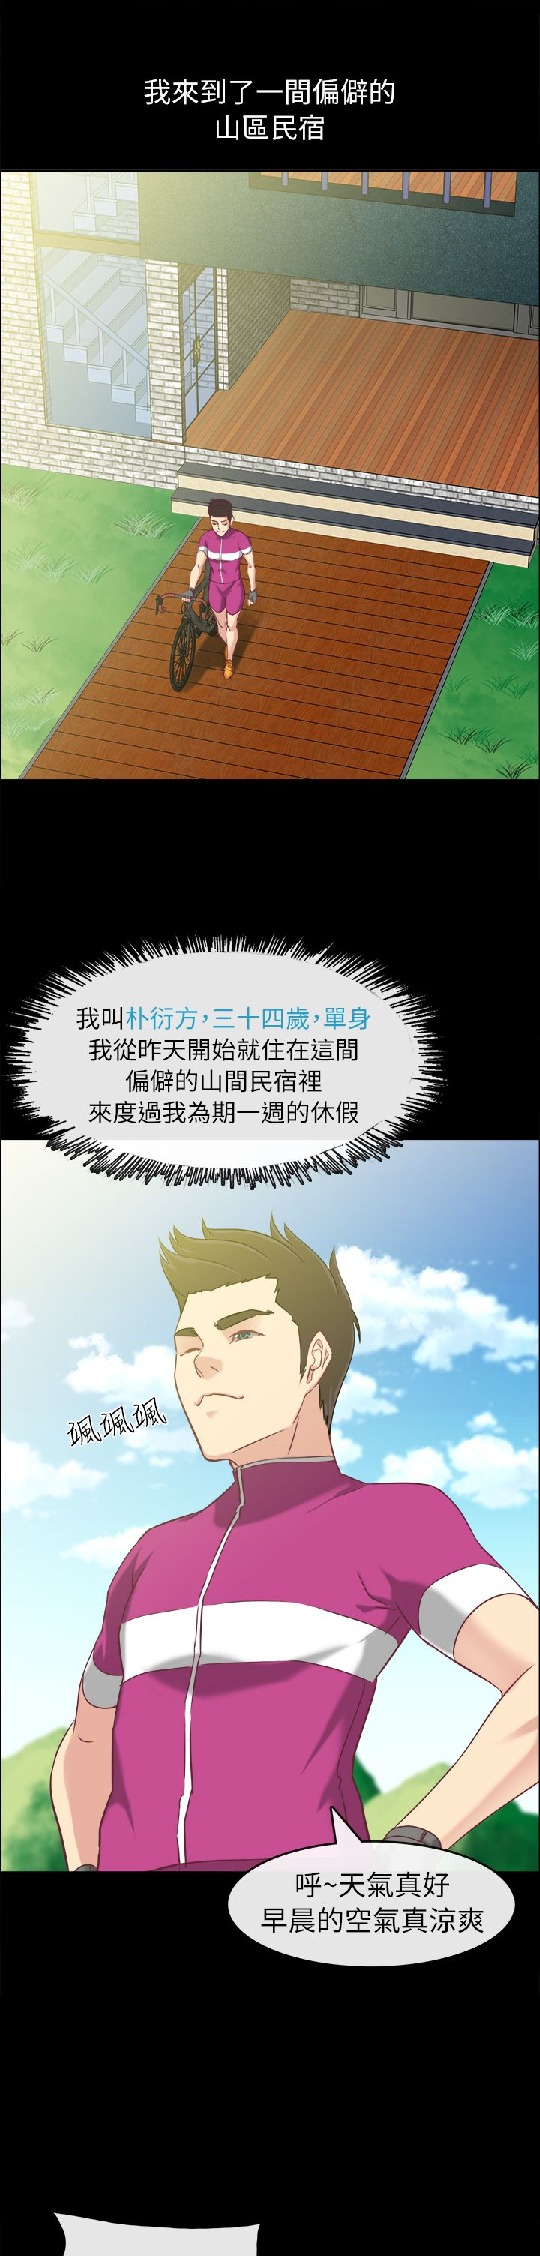 我來到了一間偏僻的
山區民宿
我叫朴衍方,三十四歲,單身
我從昨天開始就住在這間
偏僻的山間民宿裡
來度過我為期一週的休假
颯颯颯
呼~天氣真好
早晨的空氣真涼爽